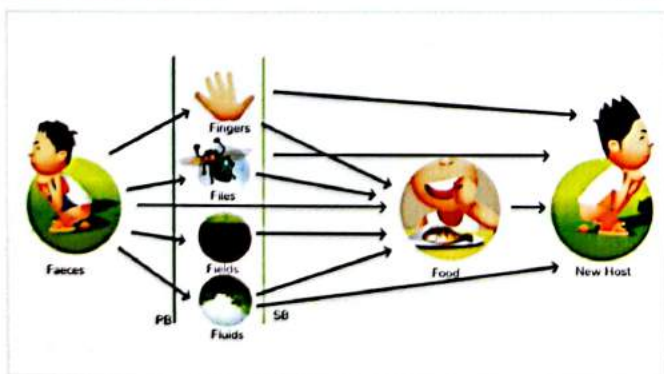 Fingers
Files
Faeces
Fields
Food
New Host
PB
SB
Fluids